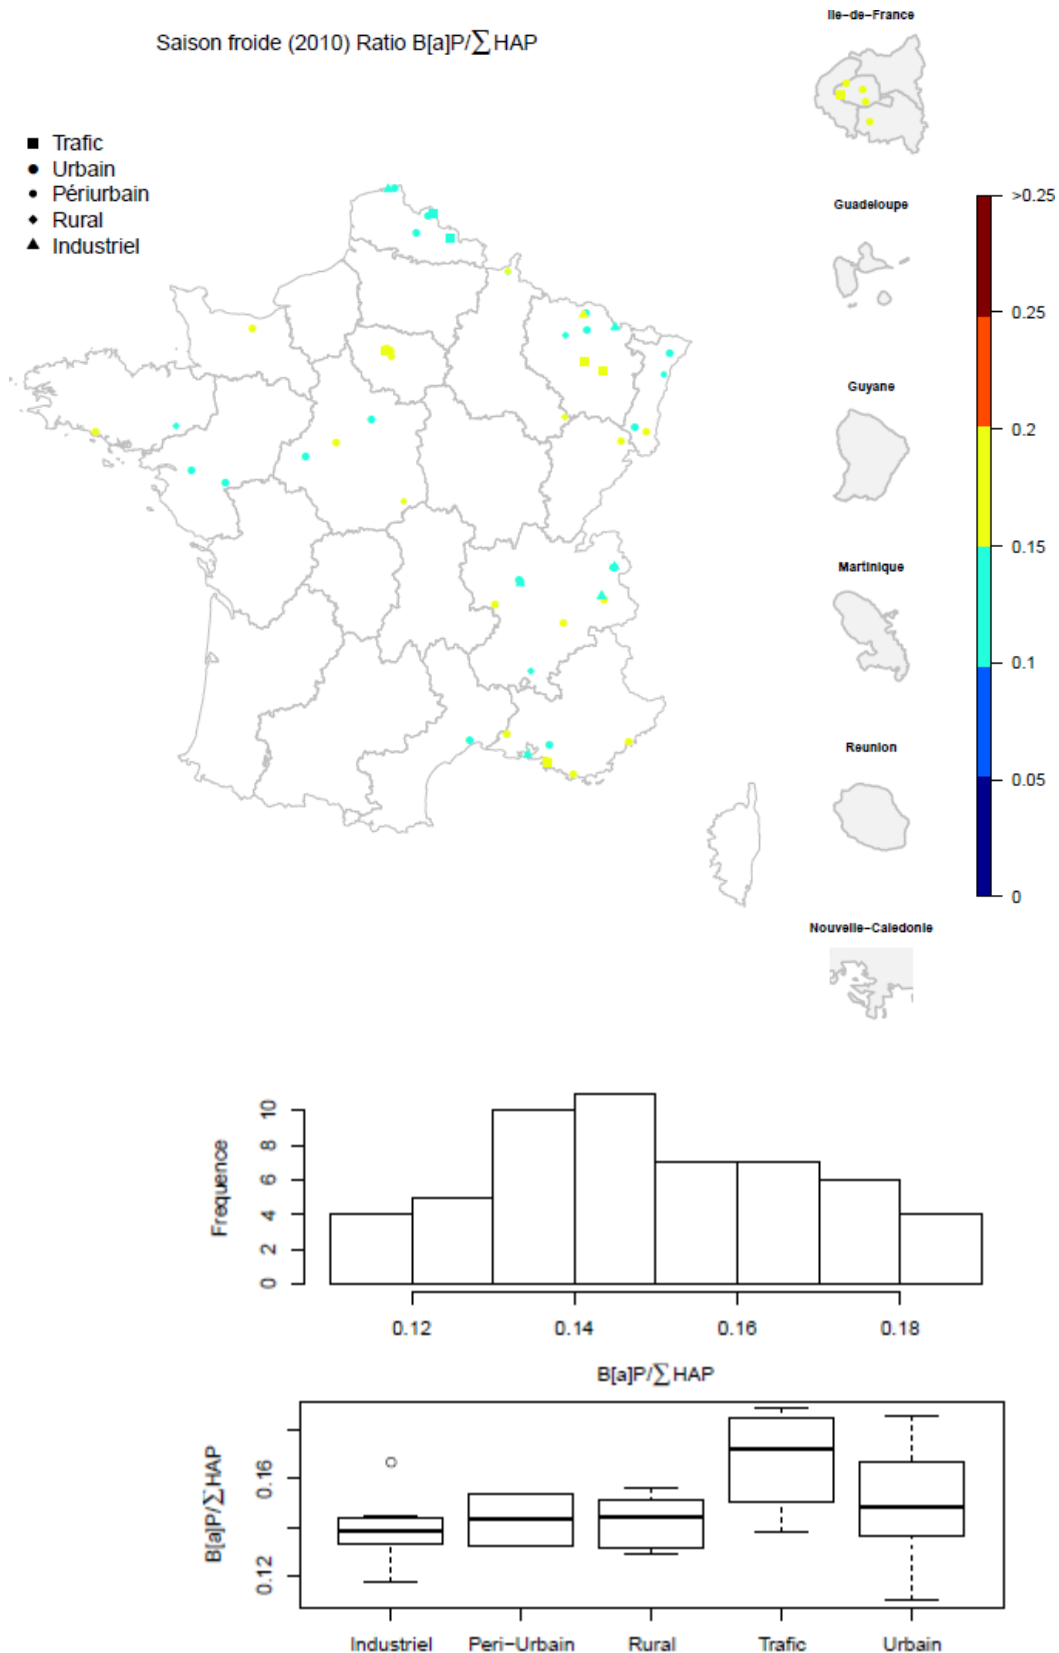 Saison froide (2010) Ratio B[a]P/∑HAP
Trafic
Urbain
Périurbain
Rural
Industriel
Ile-de-France
Guadeloupe
Guyane
Martinique
Reunion
Nouvelle-Caledonie
>0.25
0.25
0.2
0.15
0.1
0.05
0
Frequence
10
8
6
4
2
0
0.12 0.14 0.16 0.18
B[a]P/∑HAP
B[a]P/∑HAP
0.16
0.12
Industriel Peri-Urbain Rural Trafic Urbain